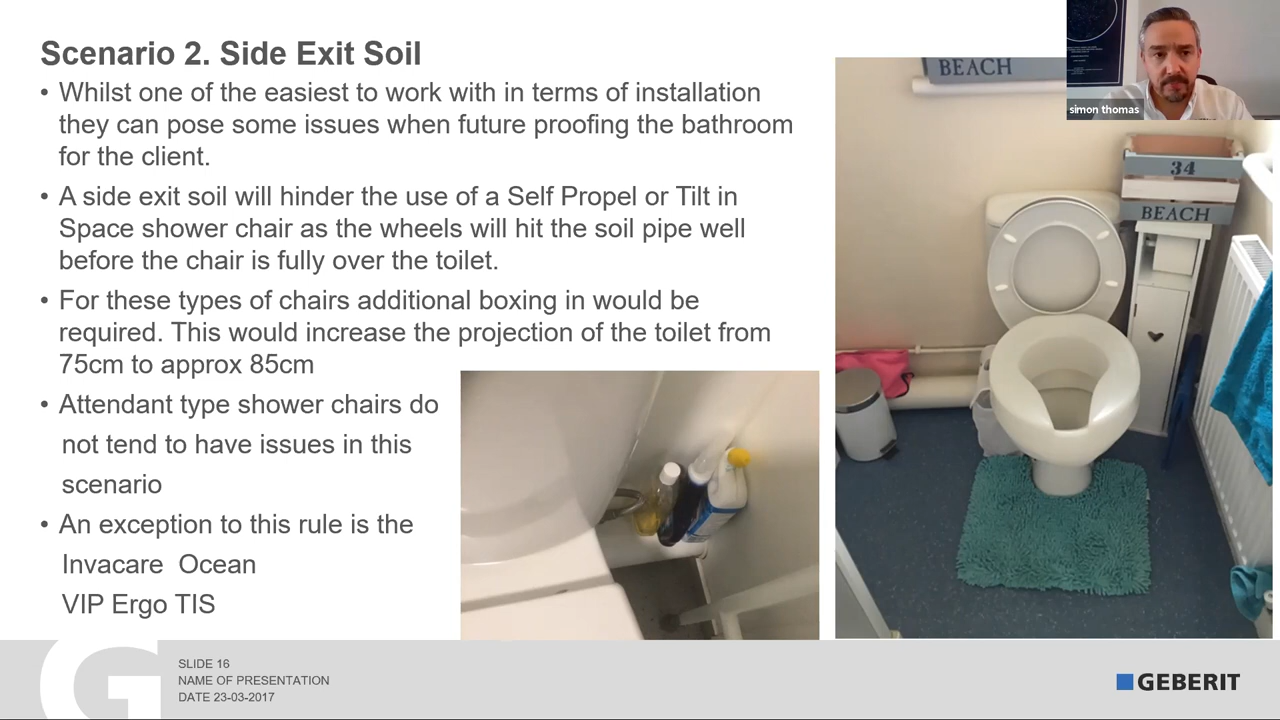 Scenario 2. Side Exit Soil
• Whilst one of the easiest to work with in terms of installation
they can pose some issues when future proofing the bathroom
for the client.
• A side exit soil will hinder the use of a Self Propel or Tilt in
Space shower chair as the wheels will hit the soil pipe well
before the chair is fully over the toilet.
• For these types of chairs additional boxing in would be
required. This would increase the projection of the toilet from
75cm to approx 85cm
• Attendant type shower chairs do
not tend to have issues in this
scenario
• An exception to this rule is the
Invacare Ocean
VIP Ergo TIS
BEACH
simon thomas
34
BEACH
G
SLIDE 16
NAME OF PRESENTATION
DATE 23-03-2017
GEBERIT